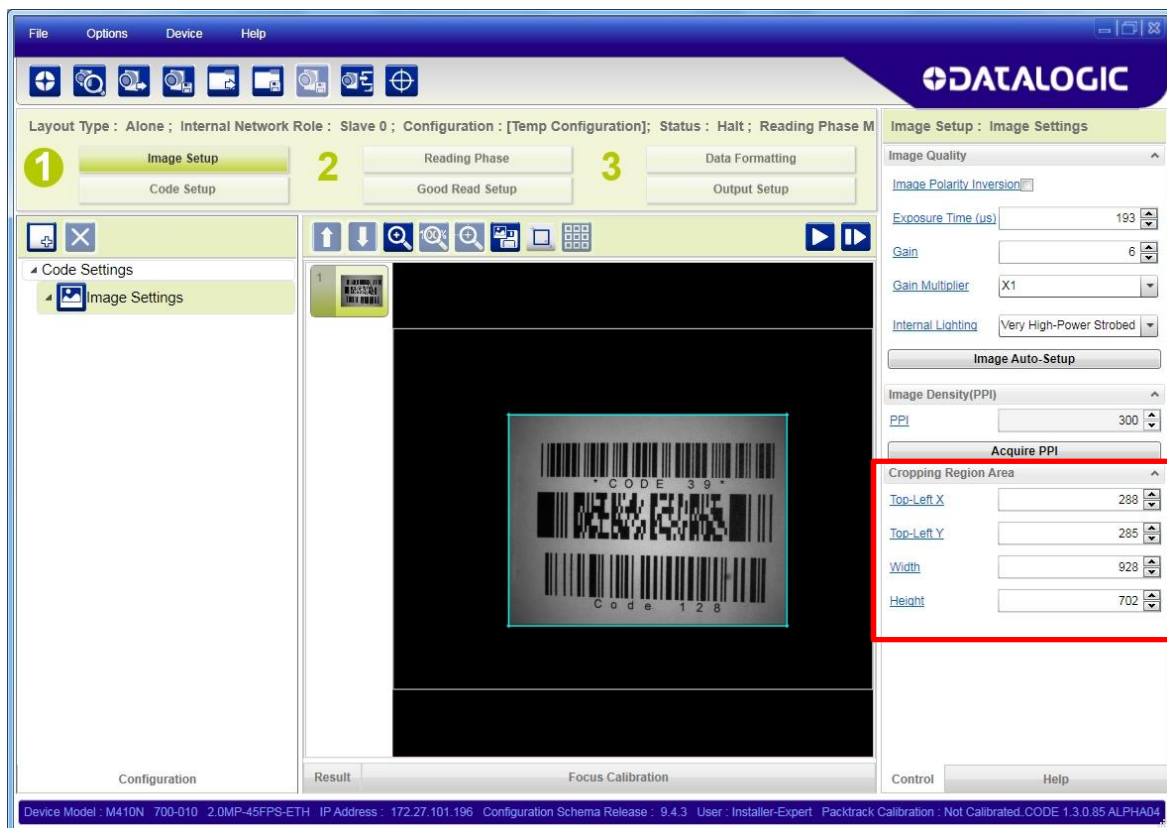 File Options Device Help
DATALOGIC
Layout Type : Alone ; Internal Network Role : Slave 0 ; Configuration : [Temp Configuration]; Status : Halt ; Reading Phase M
Image Setup : Image Settings
1 Image Setup 2 Reading Phase 3 Data Formatting
Code Setup Good Read Setup Output Setup
Image Quality
Image Polarity Inversion
Exposure Time (us) 193
Gain 6
Gain Multiplier X1
Internal Lighting Very High-Power Strobed
Image Auto-Setup
Image Density(PPI)
PPI 300
Acquire PPI
Cropping Region Area
Top-Left X 288
Top-Left Y 285
Width 928
Height 702
Code Settings
Image Settings
100%
1
* CODE 39 *
Code 128
Configuration
Result Focus Calibration
Control Help
Device Model : M410N 700-010 2.0MP-45FPS-ETH IP Address : 172.27.101.196 Configuration Schema Release : 9.4.3 User : Installer-Expert Packtrack Calibration : Not Calibrated..CODE 1.3.0.85 ALPHA04